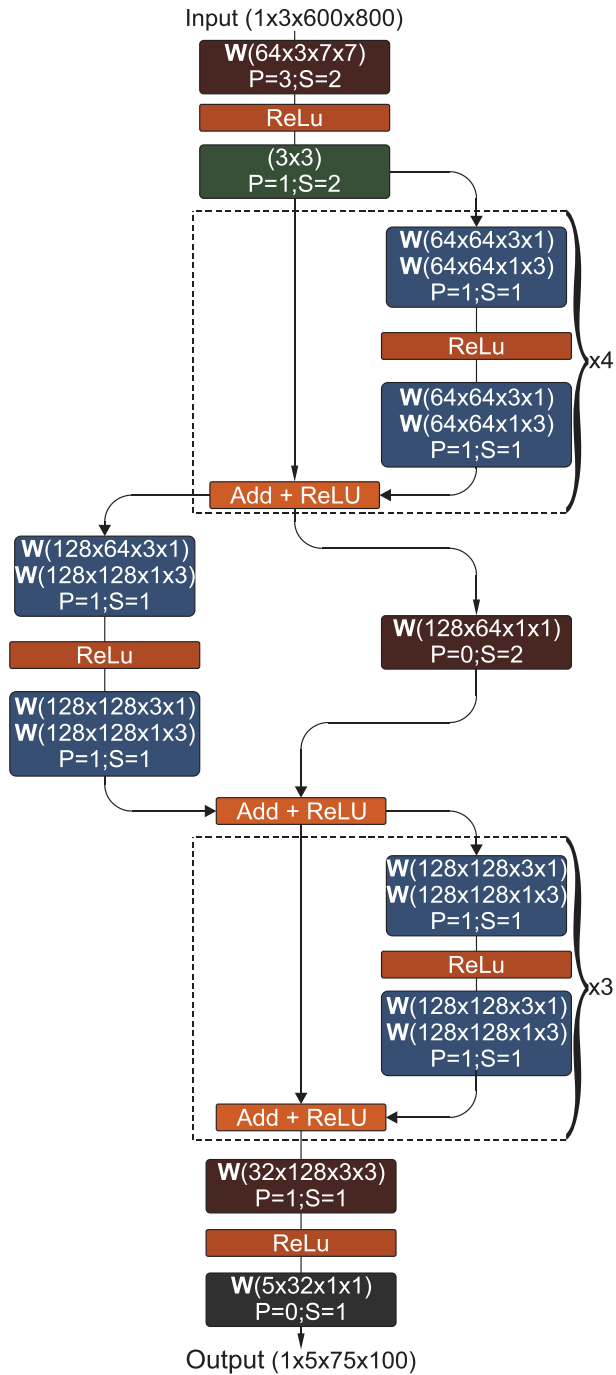 Input (1x3x600x800)
W(64x3x7x7)
P=3;S=2
ReLu
(3x3)
P=1;S=2
W(64x64x3x1)
W(64x64x1x3)
P=1;S=1
ReLu
x4
W(64x64x3x1)
W(64x64x1x3)
P=1;S=1
Add + ReLU
W(128x64x3x1)
W(128x128x1x3)
P=1;S=1
ReLu
W(128x128x3x1)
W(128x128x1x3)
P=1;S=1
W(128x64x1x1)
P=0;S=2
Add + ReLU
W(128x128x3x1)
W(128x128x1x3)
P=1;S=1
ReLu
x3
W(128x128x3x1)
W(128x128x1x3)
P=1;S=1
Add + ReLU
W(32x128x3x3)
P=1;S=1
ReLu
W(5x32x1x1)
P=0;S=1
Output (1x5x75x100)